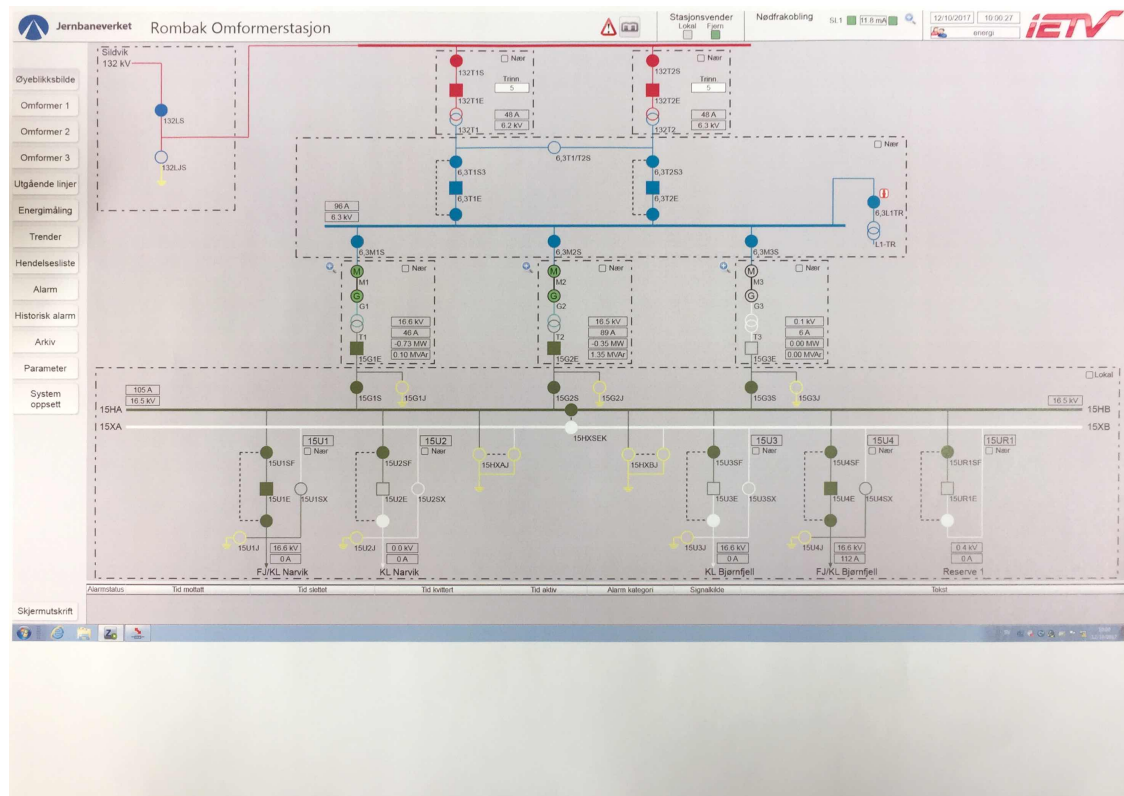 Jernbaneverket
Rombak Omformerstasjon
Stasjonsvender
Lokal Fjern
Nødfrakobling
SL1 11.8 mA
12/10/2017 10:00:27
energi
iETV
Øyeblikksbilde
Omformer 1
Omformer 2
Omformer 3
Utgående linjer
Energimåling
Trender
Hendelsesliste
Alarm
Historisk alarm
Arkiv
Parameter
System
oppsett
Skjermutskrift
Sildvik
132 kV
132LS
132LJS
132T1S
Nær
Trinn
5
132T1E
48 A
6.2 kV
132T1
132T2S
Nær
Trinn
5
132T2E
48 A
6.3 kV
132T2
Nær
6,3T1/T2S
6,3T1S3
6,3T1E
6,3T2S3
6,3T2E
96 A
6.3 kV
6,3L1TR
L1-TR
6,3M1S
6,3M2S
6,3M3S
M
Nær
M1
G
G1
16.6 kV
46 A
-0.73 MW
0.10 MVAr
T1
15G1E
M
Nær
M2
G
G2
16.5 kV
89 A
-0.35 MW
1.35 MVAr
T2
15G2E
M
Nær
M3
G
G3
0.1 kV
6 A
0.00 MW
0.00 MVAr
T3
15G3E
Lokal
105 A
16.5 kV
15G1S
15G1J
15G2S
15G2J
15G3S
15G3J
16.5 kV
15HA
15HB
15XA
15XB
15HXSEK
15U1
Nær
15U1SF
15U1E
15U1SX
15U1J
16.6 kV
0 A
FJ/KL Narvik
15U2
Nær
15U2SF
15U2E
15U2SX
15U2J
0.0 kV
0 A
KL Narvik
15HXAJ
15HXBJ
15U3
Nær
15U3SF
15U3E
15U3SX
15U3J
16.6 kV
0 A
KL Bjørnfjell
15U4
Nær
15U4SF
15U4E
15U4SX
15U4J
16.6 kV
112 A
FJ/KL Bjørnfjell
15UR1
Nær
15UR1SF
15UR1E
0.4 kV
0 A
Reserve 1
Alarmstatus Tid mottatt Tid slettet Tid kvittert Tid aktiv Alarm kategori Signalkilde Tekst